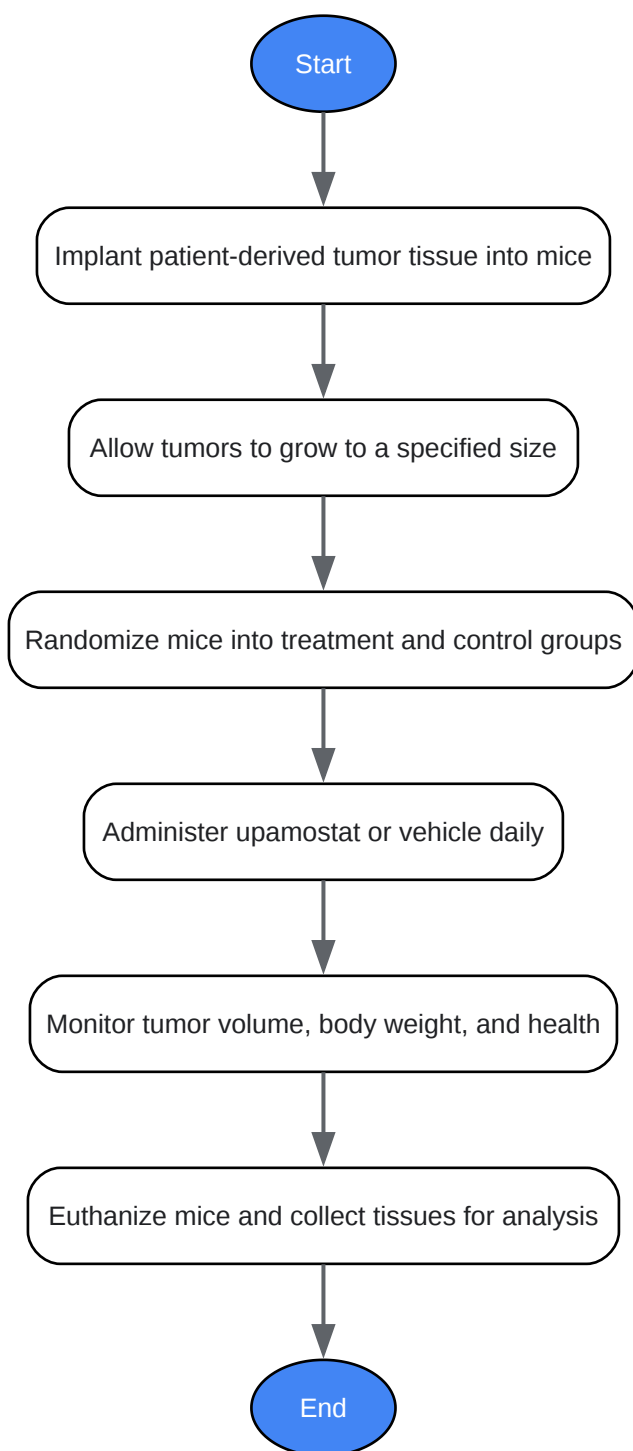 Start
Implant patient-derived tumor tissue into mice
Allow tumors to grow to a specified size
Randomize mice into treatment and control groups
Administer upamostat or vehicle daily
Monitor tumor volume, body weight, and health
Euthanize mice and collect tissues for analysis
End